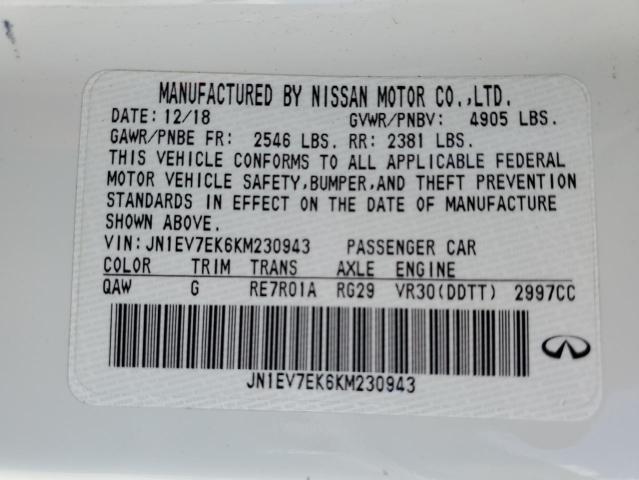 MANUFACTURED BY NISSAN MOTOR CO.,LTD.
DATE: 12/18 GVWR/PNBV: 4905 LBS.
GAWR/PNBE FR: 2546 LBS. RR: 2381 LBS.
THIS VEHICLE CONFORMS TO ALL APPLICABLE FEDERAL
MOTOR VEHICLE SAFETY,BUMPER,AND THEFT PREVENTION
STANDARDS IN EFFECT ON THE DATE OF MANUFACTURE
SHOWN ABOVE.
VIN:JN1EV7EK6KM230943 PASSENGER CAR
COLOR TRIM TRANS AXLE ENGINE
QAW G RE7R01A RG29 VR30(DDTT) 2997CC
JN1EV7EK6KM230943